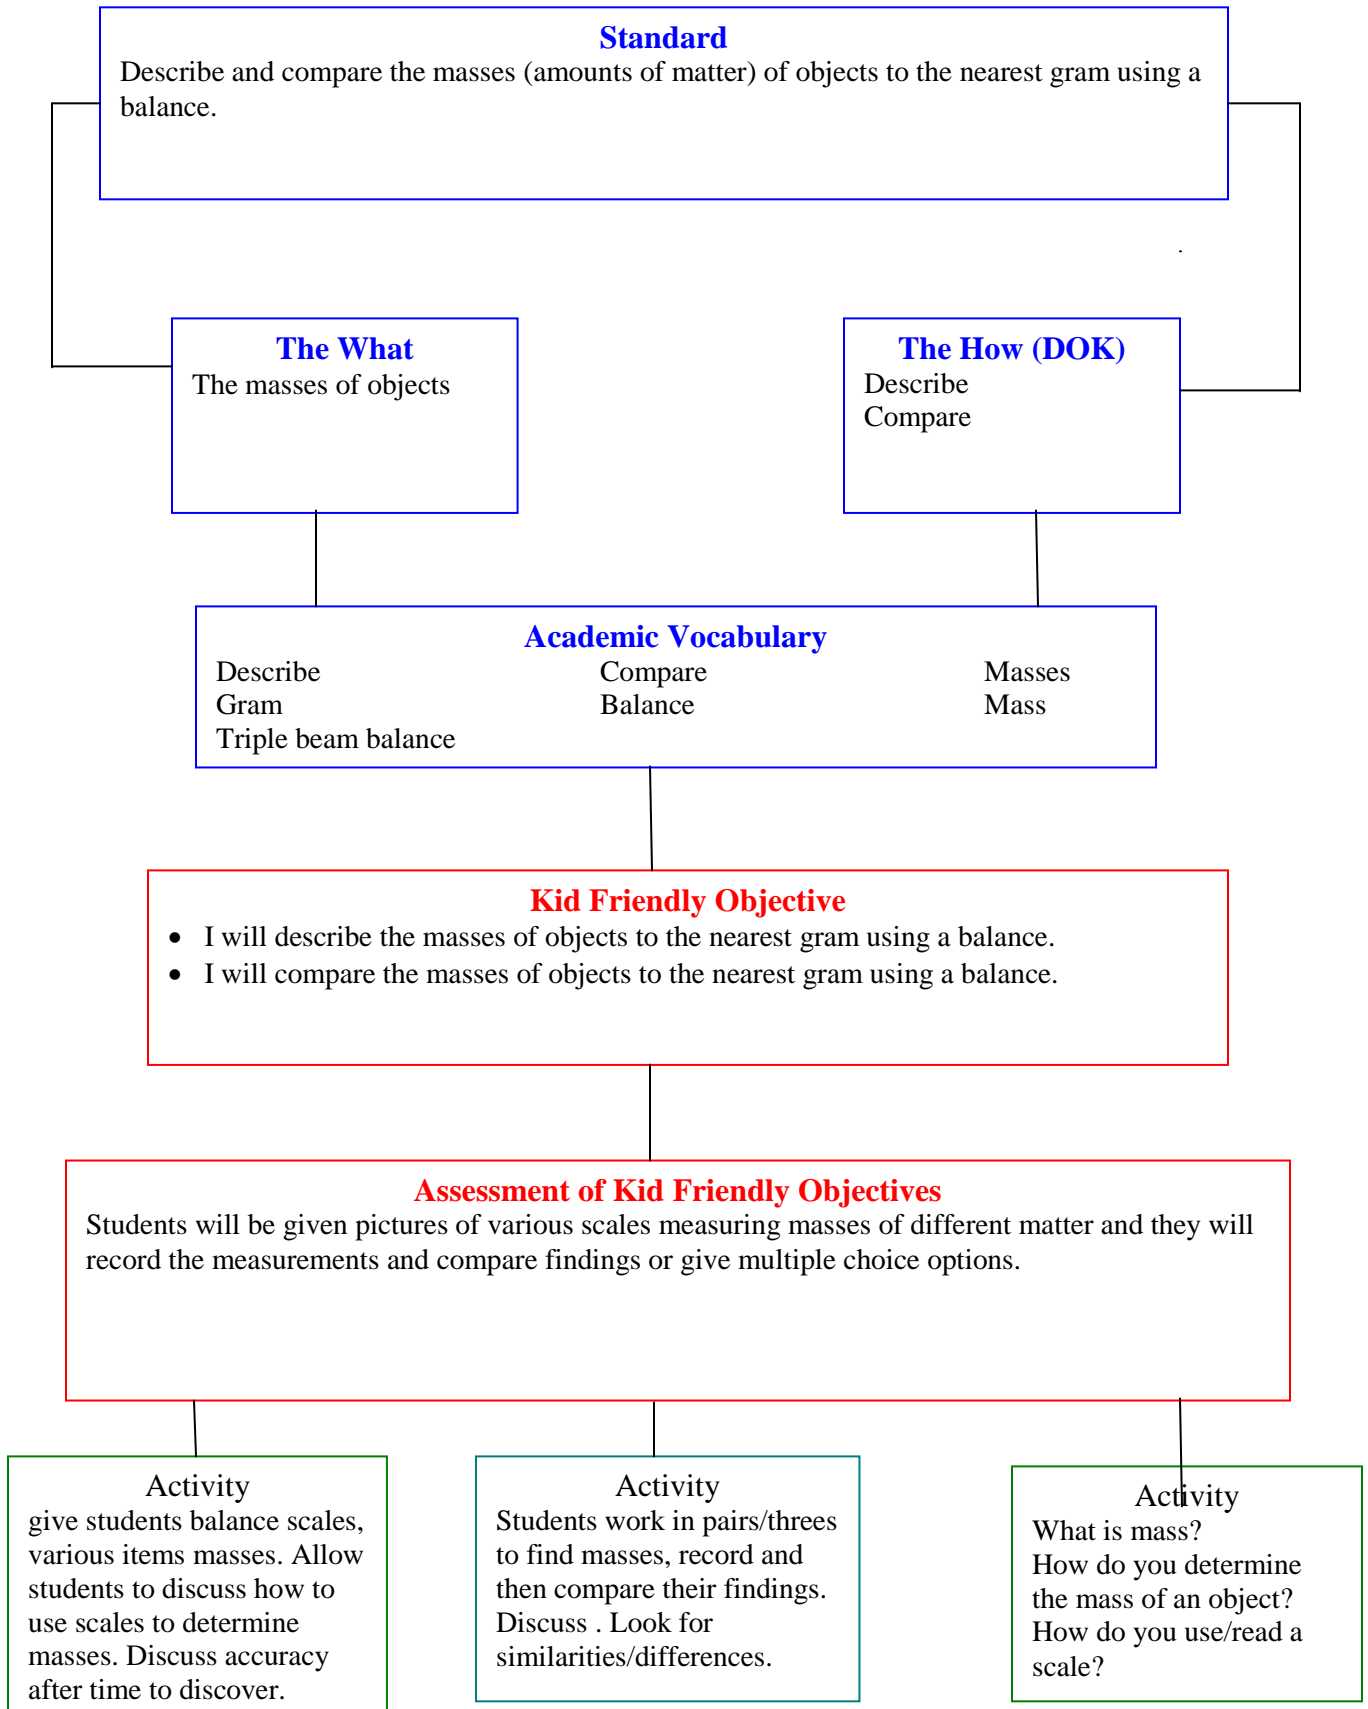 Standard
Describe and compare the masses (amounts of matter) of objects to the nearest gram using a
balance.
The What
The masses of objects
The How (DOK)
Describe
Compare
Academic Vocabulary
Describe Compare Masses
Gram Balance Mass
Triple beam balance
Kid Friendly Objective
• I will describe the masses of objects to the nearest gram using a balance.
• I will compare the masses of objects to the nearest gram using a balance.
Assessment of Kid Friendly Objectives
Students will be given pictures of various scales measuring masses of different matter and they will
record the measurements and compare findings or give multiple choice options.
Activity
give students balance scales,
various items masses. Allow
students to discuss how to
use scales to determine
masses. Discuss accuracy
after time to discover.
Activity
Students work in pairs/threes
to find masses, record and
then compare their findings.
Discuss . Look for
similarities/differences.
Activity
What is mass?
How do you determine
the mass of an object?
How do you use/read a
scale?